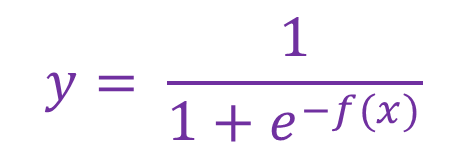 y = 1 / (1 + e^{-f(x)})